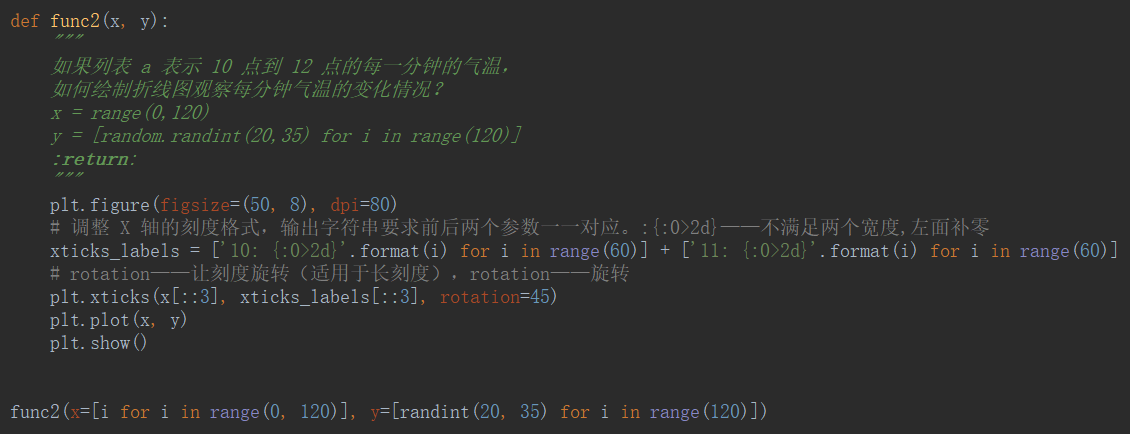 def func2(x, y):
    """
    如果列表 a 表示 10 点到 12 点的每一分钟的气温，
    如何绘制折线图观察每分钟气温的变化情况？
    x = range(0,120)
    y = [random.randint(20,35) for i in range(120)]
    :return:
    """
    plt.figure(figsize=(50, 8), dpi=80)
    # 调整 X 轴的刻度格式，输出字符串要求前后两个参数一一对应。:{:0>2d}——不满足两个宽度,左面补零
    xticks_labels = ['10: {:0>2d}'.format(i) for i in range(60)] + ['11: {:0>2d}'.format(i) for i in range(60)]
    # rotation——让刻度旋转（适用于长刻度），rotation——旋转
    plt.xticks(x[::3], xticks_labels[::3], rotation=45)
    plt.plot(x, y)
    plt.show()
func2(x=[i for i in range(0, 120)], y=[randint(20, 35) for i in range(120)])